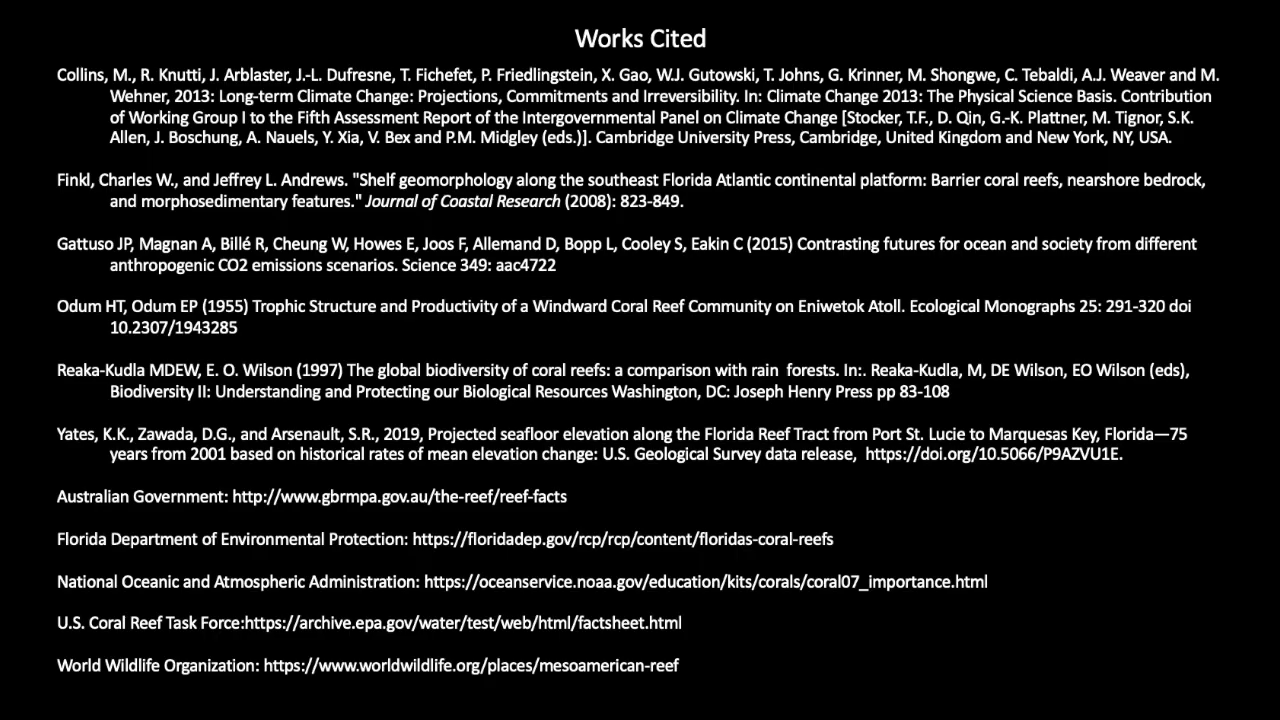 Works Cited
Collins, M., R. Knutti, J. Arblaster, J.-L. Dufresne, T. Fichefet, P. Friedlingstein, X. Gao, W.J. Gutowski, T. Johns, G. Krinner, M. Shongwe, C. Tebaldi, A.J. Weaver and M.
Wehner, 2013: Long-term Climate Change: Projections, Commitments and Irreversibility. In: Climate Change 2013: The Physical Science Basis. Contribution
of Working Group I to the Fifth Assessment Report of the Intergovernmental Panel on Climate Change [Stocker, T.F., D. Qin, G.-K. Plattner, M. Tignor, S.K.
Allen, J. Boschung, A. Nauels, Y. Xia, V. Bex and P.M. Midgley (eds.)]. Cambridge University Press, Cambridge, United Kingdom and New York, NY, USA.
Finkl, Charles W., and Jeffrey L. Andrews. "Shelf geomorphology along the southeast Florida Atlantic continental platform: Barrier coral reefs, nearshore bedrock,
and morphosedimentary features." Journal of Coastal Research (2008): 823-849.
Gattuso JP, Magnan A, Billé R, Cheung W, Howes E, Joos F, Allemand D, Bopp L, Cooley S, Eakin C (2015) Contrasting futures for ocean and society from different
anthropogenic CO2 emissions scenarios. Science 349: aac4722
Odum HT, Odum EP (1955) Trophic Structure and Productivity of a Windward Coral Reef Community on Eniwetok Atoll. Ecological Monographs 25: 291-320 doi
10.2307/1943285
Reaka-Kudla MDEW, E. O. Wilson (1997) The global biodiversity of coral reefs: a comparison with rain  forests. In:. Reaka-Kudla, M, DE Wilson, EO Wilson (eds),
Biodiversity II: Understanding and Protecting our Biological Resources Washington, DC: Joseph Henry Press pp 83-108
Yates, K.K., Zawada, D.G., and Arsenault, S.R., 2019, Projected seafloor elevation along the Florida Reef Tract from Port St. Lucie to Marquesas Key, Florida—75
years from 2001 based on historical rates of mean elevation change: U.S. Geological Survey data release,  https://doi.org/10.5066/P9AZVU1E.
Australian Government: http://www.gbrmpa.gov.au/the-reef/reef-facts
Florida Department of Environmental Protection: https://floridadep.gov/rcp/rcp/content/floridas-coral-reefs
National Oceanic and Atmospheric Administration: https://oceanservice.noaa.gov/education/kits/corals/coral07_importance.html
U.S. Coral Reef Task Force:https://archive.epa.gov/water/test/web/html/factsheet.html
World Wildlife Organization: https://www.worldwildlife.org/places/mesoamerican-reef